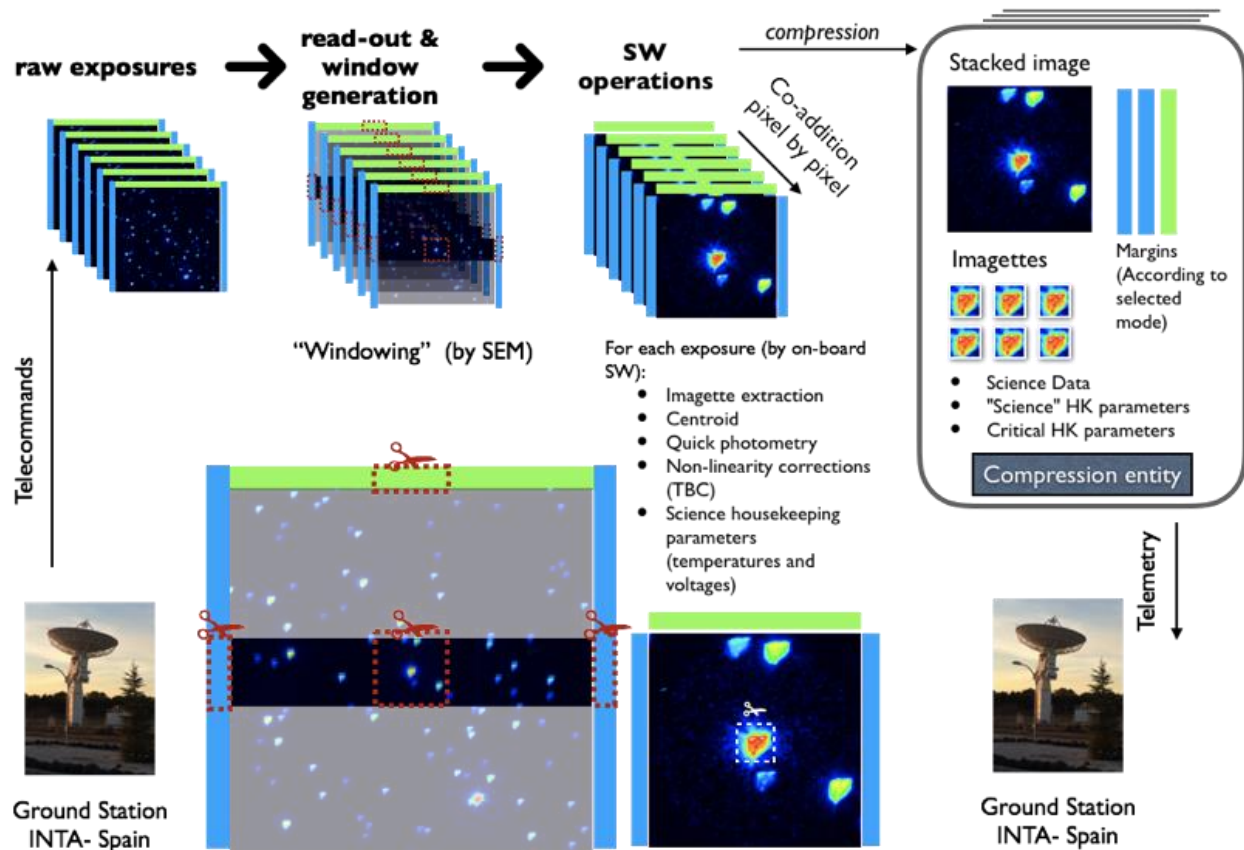 raw exposures
read-out &
window
generation
SW
operations
compression
Co-addition
pixel by pixel
Stacked image
Imagettes
Margins
(According to
selected
mode)
● Science Data
● "Science" HK parameters
● Critical HK parameters
Compression entity
Telecommands
“Windowing” (by SEM)
For each exposure (by on-board
SW):
● Imagette extraction
● Centroid
● Quick photometry
● Non-linearity corrections
(TBC)
● Science housekeeping
parameters
(temperatures and
voltages)
Telemetry
Ground Station
INTA- Spain
Ground Station
INTA- Spain